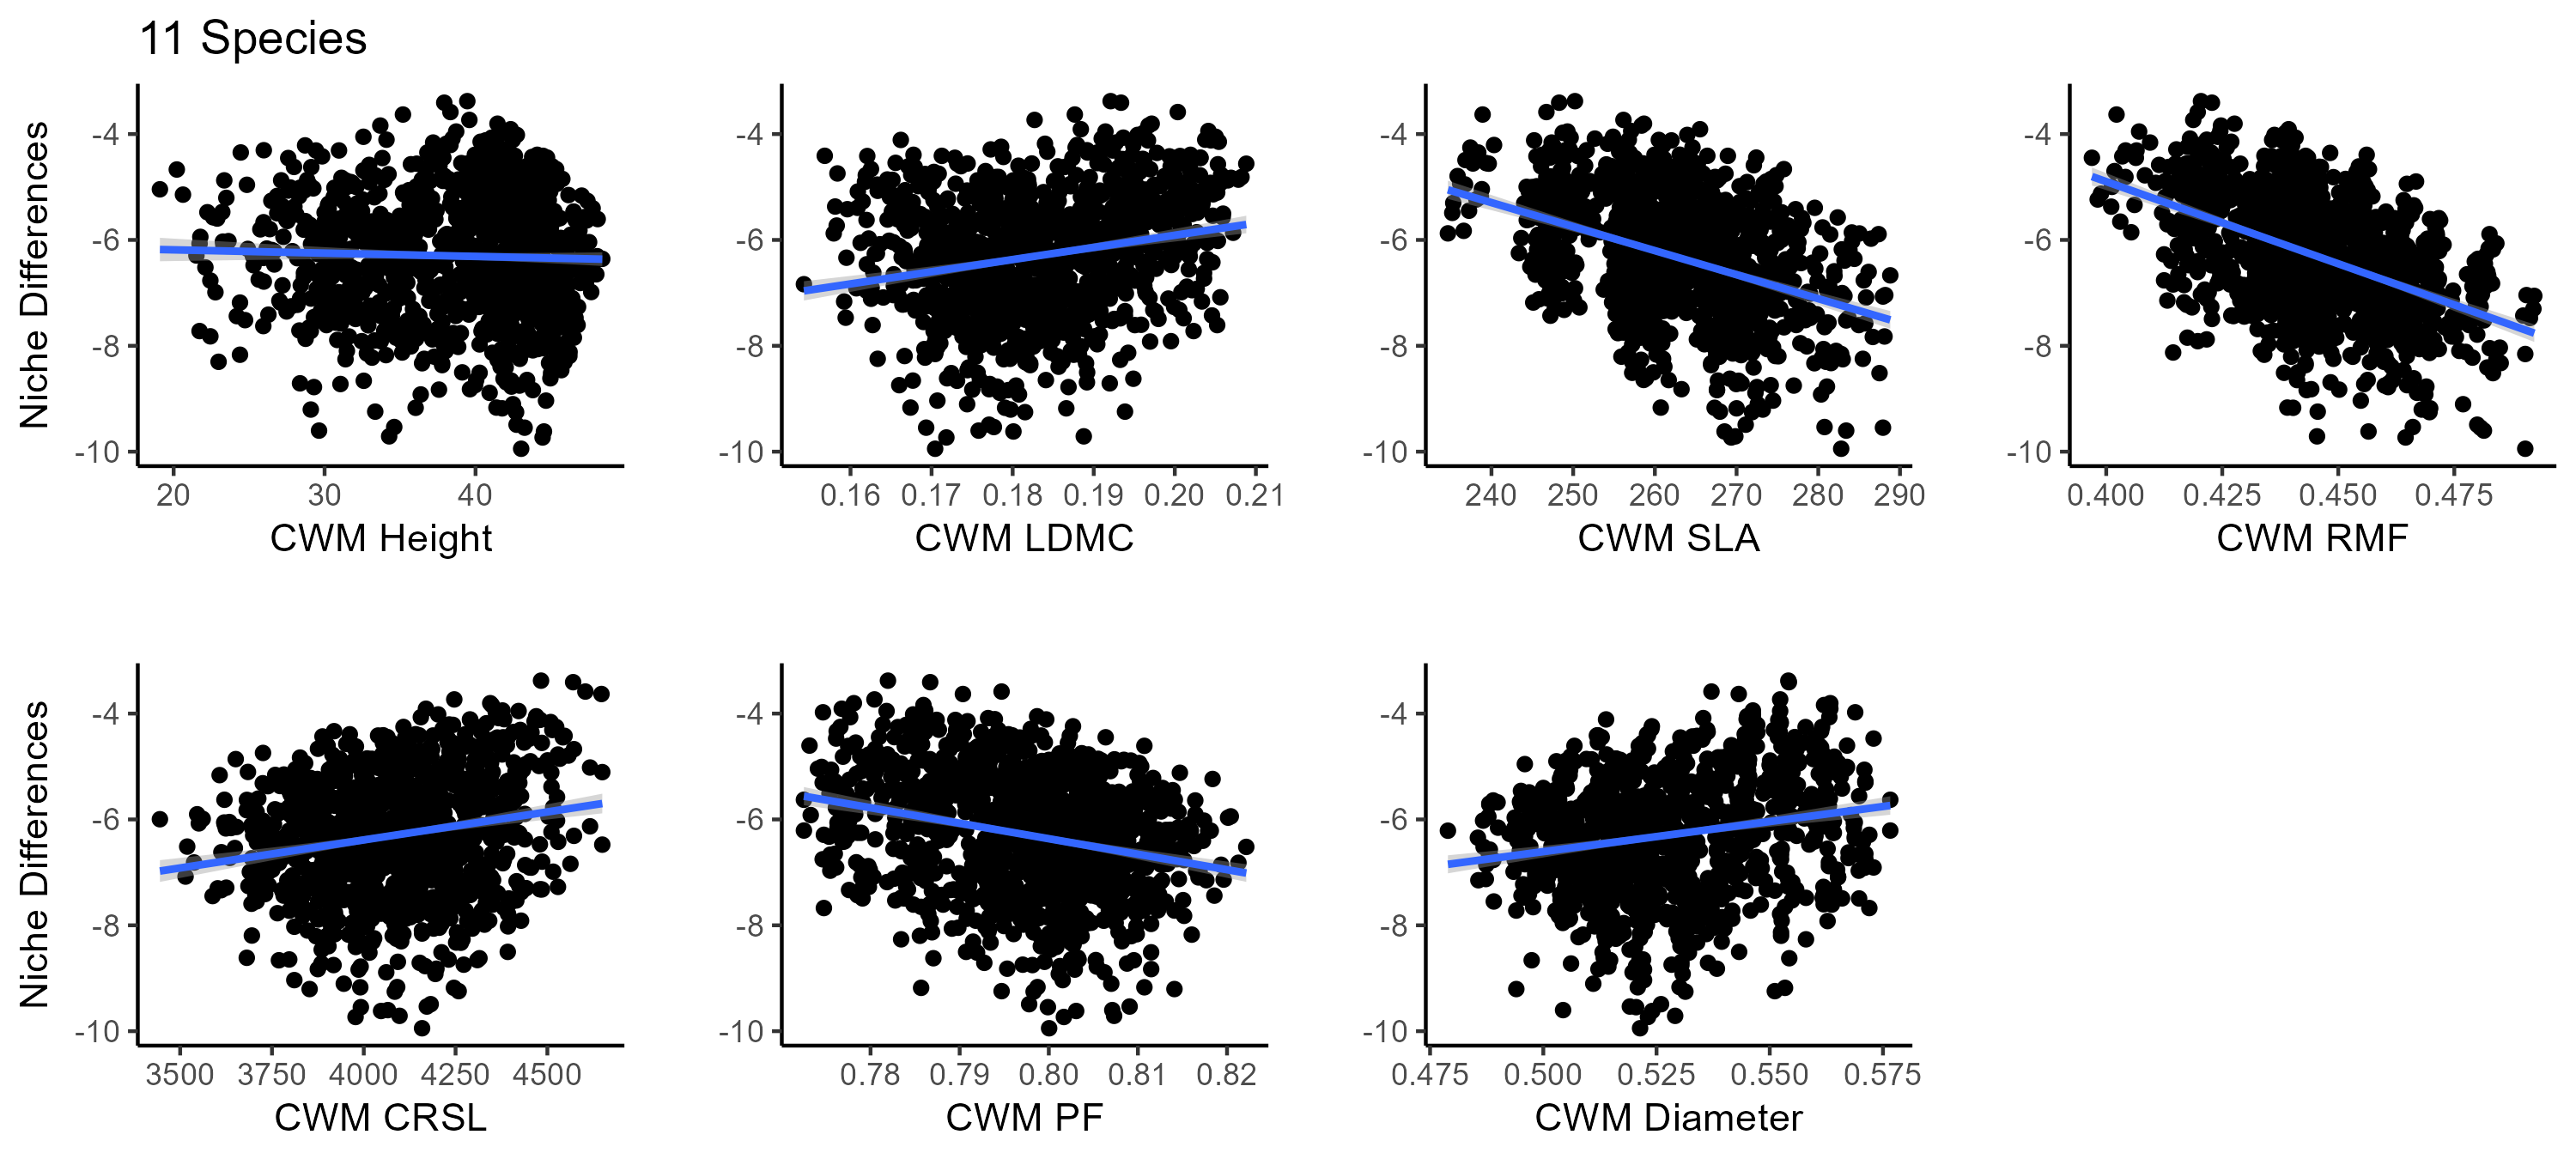 11 Species
Niche Differences
-4
-6
-8
-10
20 30 40
CWM Height
-4
-6
-8
-10
0.16 0.17 0.18 0.19 0.20 0.21
CWM LDMC
-4
-6
-8
-10
240 250 260 270 280 290
CWM SLA
-4
-6
-8
-10
0.400 0.425 0.450 0.475
CWM RMF
Niche Differences
-4
-6
-8
-10
3500 3750 4000 4250 4500
CWM CRSL
-4
-6
-8
-10
0.78 0.79 0.80 0.81 0.82
CWM PF
-4
-6
-8
-10
0.475 0.500 0.525 0.550 0.575
CWM Diameter